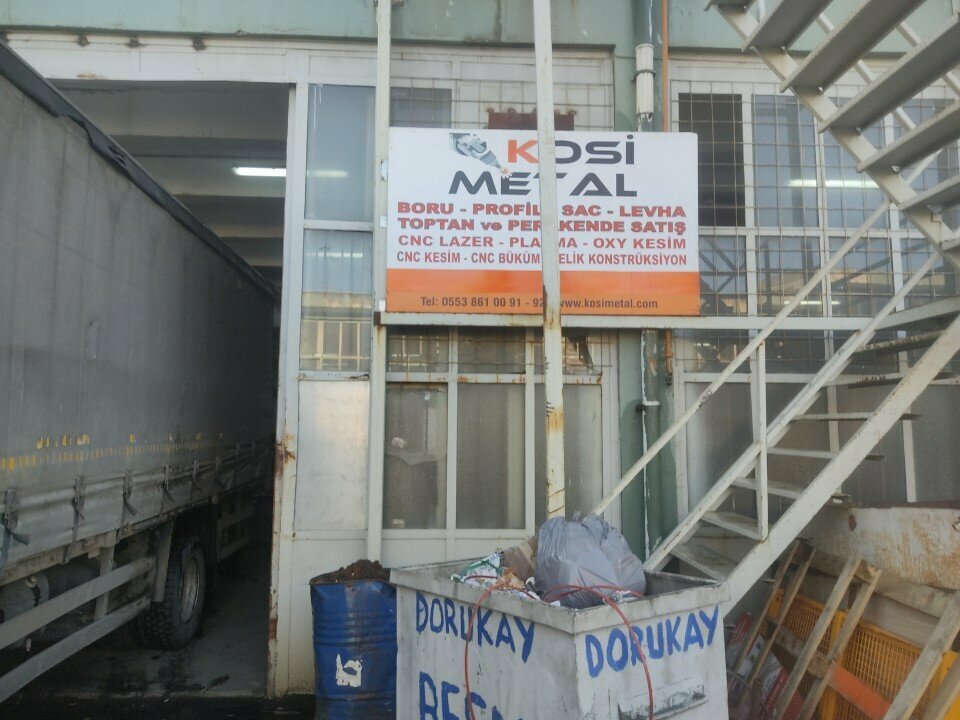 KOSİ
METAL
BORU - PROFİL SAC - LEVHA
TOPTAN ve PERAKENDE SATIŞ
CNC LAZER - PLAZMA - OXY KESİM
CNC KESİM - CNC BÜKÜM ÇELİK KONSTRÜKSİYON
Tel: 0553 861 00 91 - 92 www.kosimetal.com
DORUKAY
DORUKAY